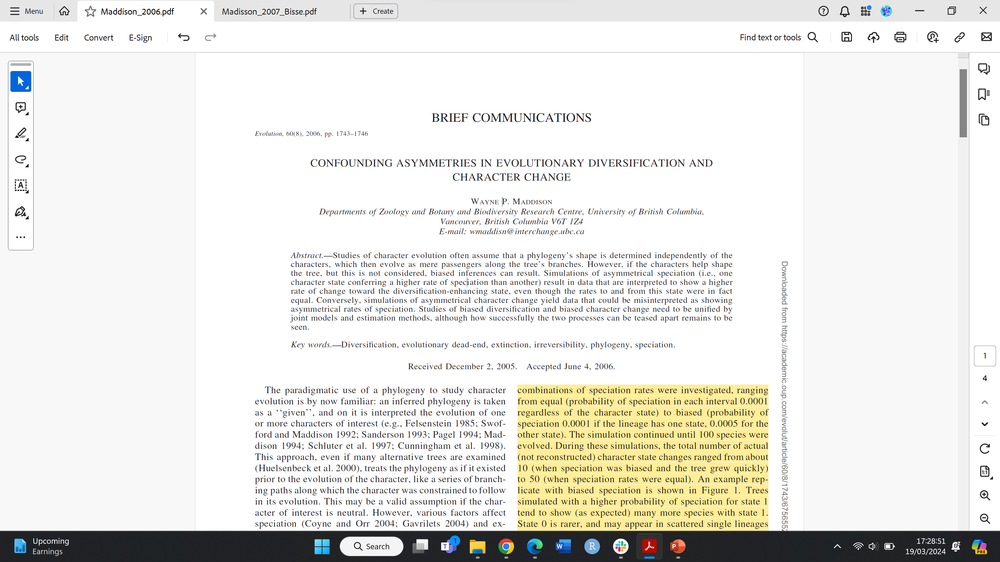 Menu
Maddison_2006.pdf
Madisson_2007_Bisse.pdf
Create
All tools
Edit
Convert
E-Sign
Find text or tools
BRIEF COMMUNICATIONS
Evolution, 60(8), 2006, pp. 1743–1746
CONFOUNDING ASYMMETRIES IN EVOLUTIONARY DIVERSIFICATION AND
CHARACTER CHANGE
WAYNE P. MADDISON
Departments of Zoology and Botany and Biodiversity Research Centre, University of British Columbia,
Vancouver, British Columbia V6T 1Z4
E-mail: wmaddisn@interchange.ubc.ca
Abstract.—Studies of character evolution often assume that a phylogeny's shape is determined independently of the
characters, which then evolve as mere passengers along the tree's branches. However, if the characters help shape
the tree, but this is not considered, biased inferences can result. Simulations of asymmetrical speciation (i.e., one
character state conferring a higher rate of speciation than another) result in data that are interpreted to show a higher
rate of change toward the diversification-enhancing state, even though the rates to and from this state were in fact
equal. Conversely, simulations of asymmetrical character change yield data that could be misinterpreted as showing
asymmetrical rates of speciation. Studies of biased diversification and biased character change need to be unified by
joint models and estimation methods, although how successfully the two processes can be teased apart remains to be
seen.
Key words.—Diversification, evolutionary dead-end, extinction, irreversibility, phylogeny, speciation.
Received December 2, 2005. Accepted June 4, 2006.
The paradigmatic use of a phylogeny to study character
evolution is by now familiar: an inferred phylogeny is taken
as a ‘‘given’’, and on it is interpreted the evolution of one
or more characters of interest (e.g., Felsenstein 1985; Swof-
ford and Maddison 1992; Sanderson 1993; Pagel 1994; Mad-
dison 1994; Schluter et al. 1997; Cunningham et al. 1998).
This approach, even if many alternative trees are examined
(Huelsenbeck et al. 2000), treats the phylogeny as if it existed
prior to the evolution of the character, like a series of branch-
ing paths along which the character was constrained to follow
in its evolution. This may be a valid assumption if the char-
acter of interest is neutral. However, various factors affect
speciation (Coyne and Orr 2004; Gavrilets 2004) and ex-
combinations of speciation rates were investigated, ranging
from equal (probability of speciation in each interval 0.0001
regardless of the character state) to biased (probability of
speciation 0.0001 if the lineage has one state, 0.0005 for the
other state). The simulation continued until 100 species were
evolved. During these simulations, the total number of actual
(not reconstructed) character state changes ranged from about
10 (when speciation was biased and the tree grew quickly)
to 50 (when speciation rates were equal). An example rep-
licate with biased speciation is shown in Figure 1. Trees
simulated with a higher probability of speciation for state 1
tend to show (as expected) many more species with state 1.
State 0 is rarer, and may appear in scattered single lineages
Downloaded from https://academic.oup.com/evolut/article/60/8/1743/6756552
1
4
1:1
Upcoming
Earnings
Search
1
17:28:51
19/03/2024
PRE